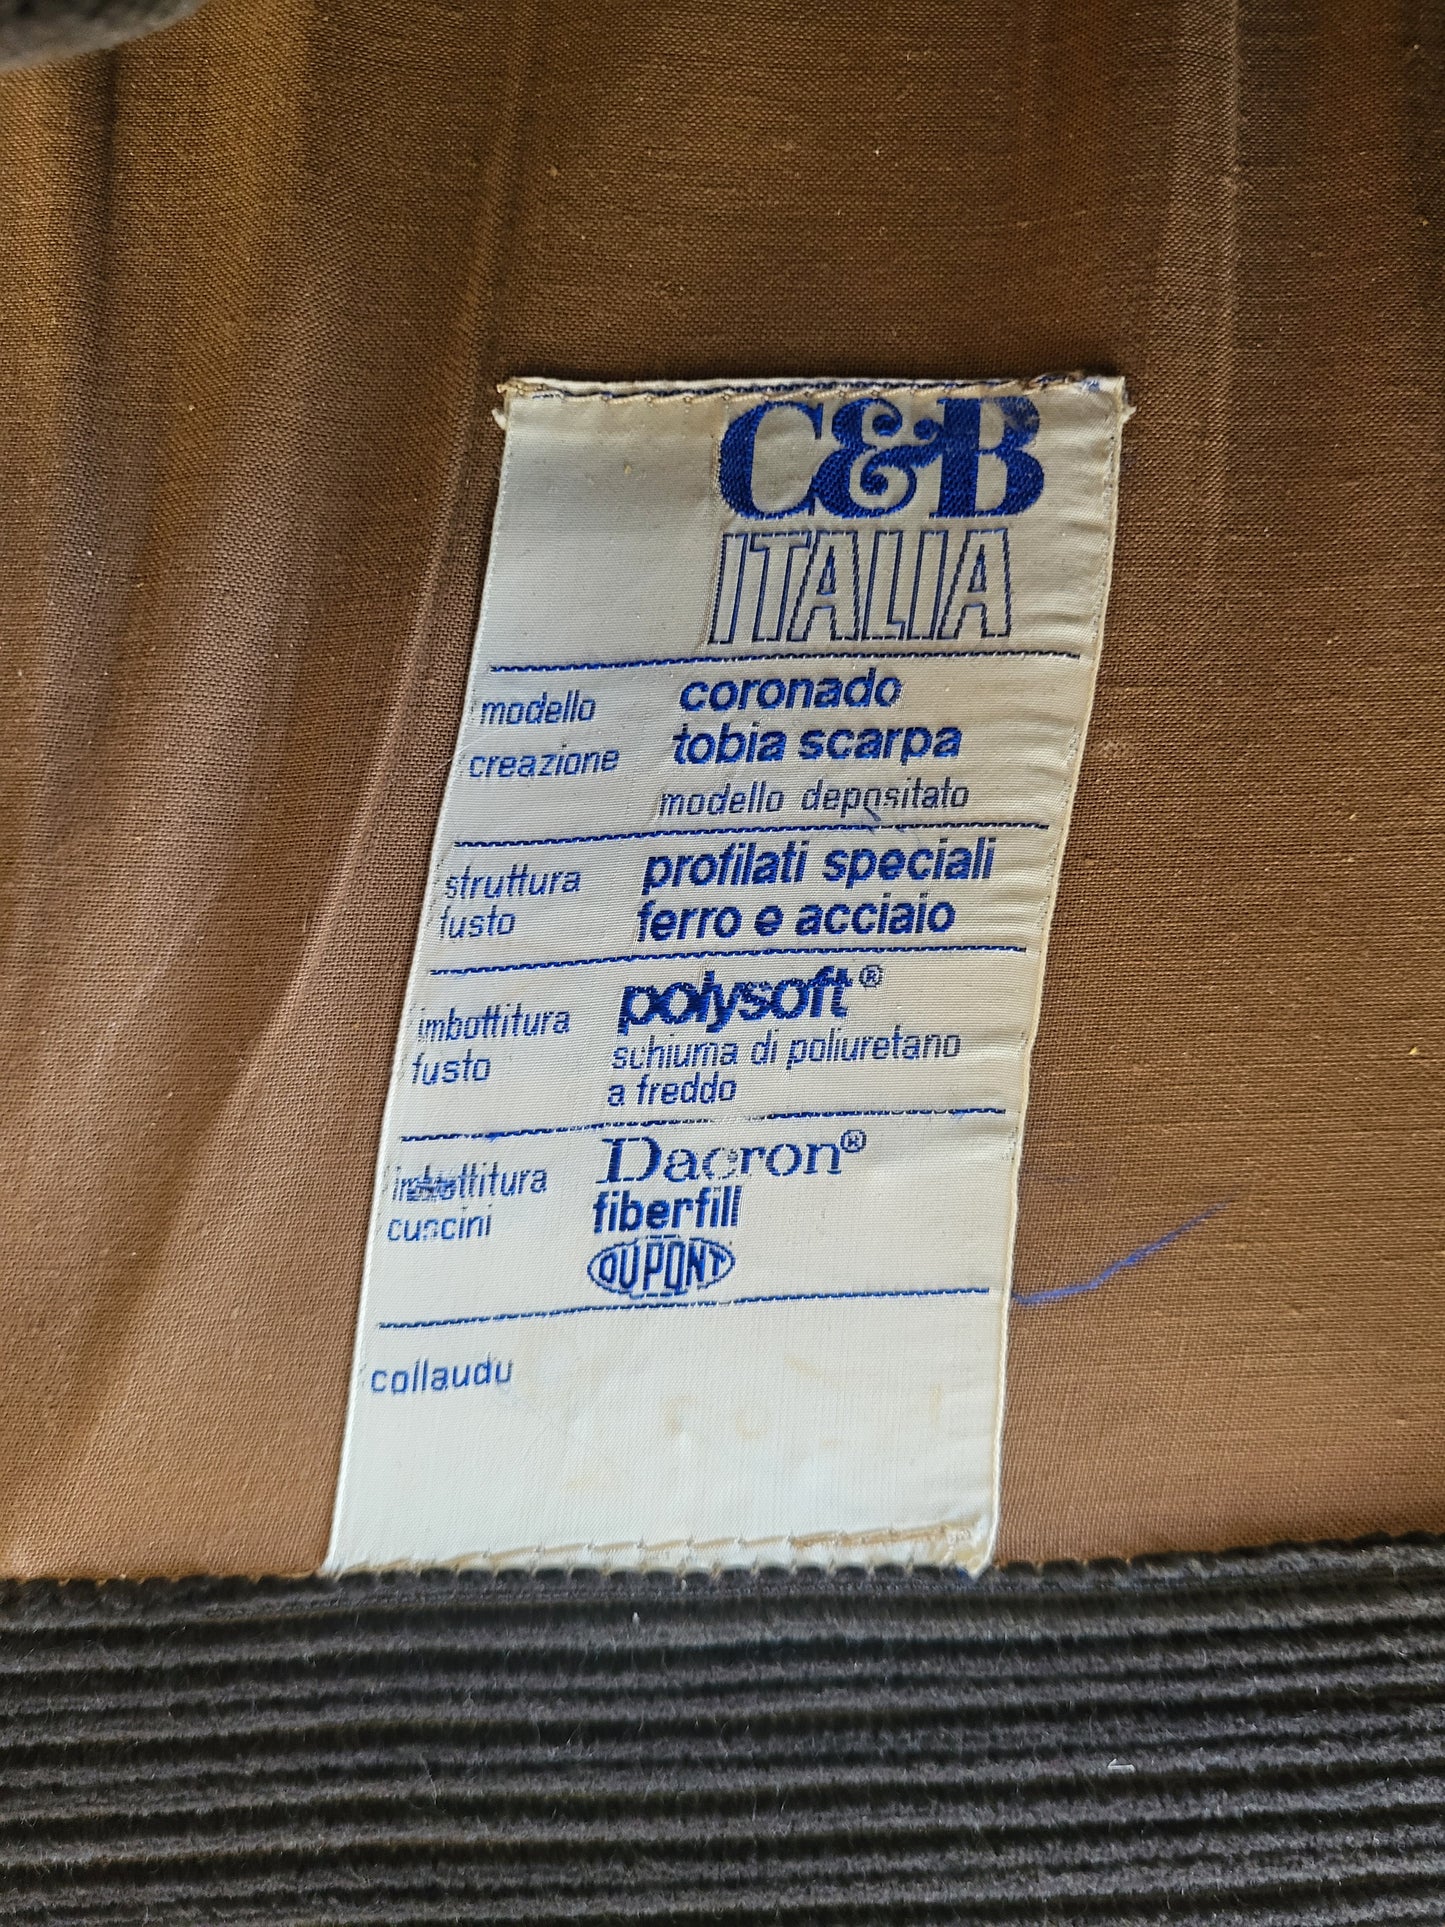 C&B
ITALIA
modello coronado
creazione tobia scarpa
modello depositato
struttura profilati speciali
fusto ferro e acciaio
imbottitura polysoft®
fusto schiuma di poliuretano
a freddo
imbottitura Dacron®
cuscini fiberfill
DUPONT
collaudu